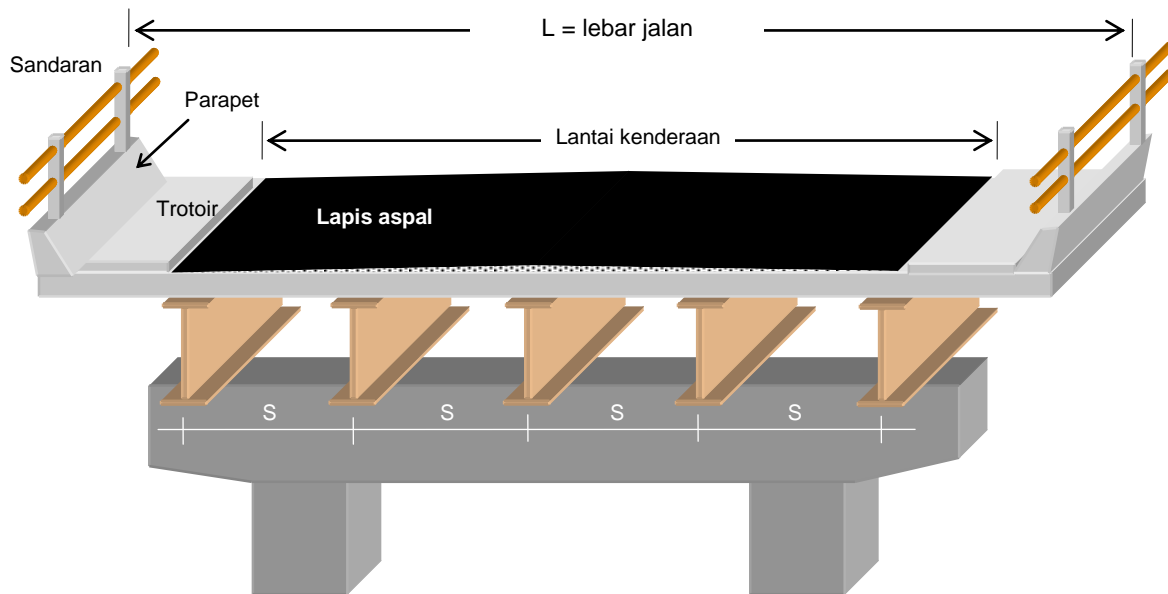 L = lebar jalan
Sandaran
Parapet
Lantai kenderaan
Trotoir
Lapis aspal
S S S S